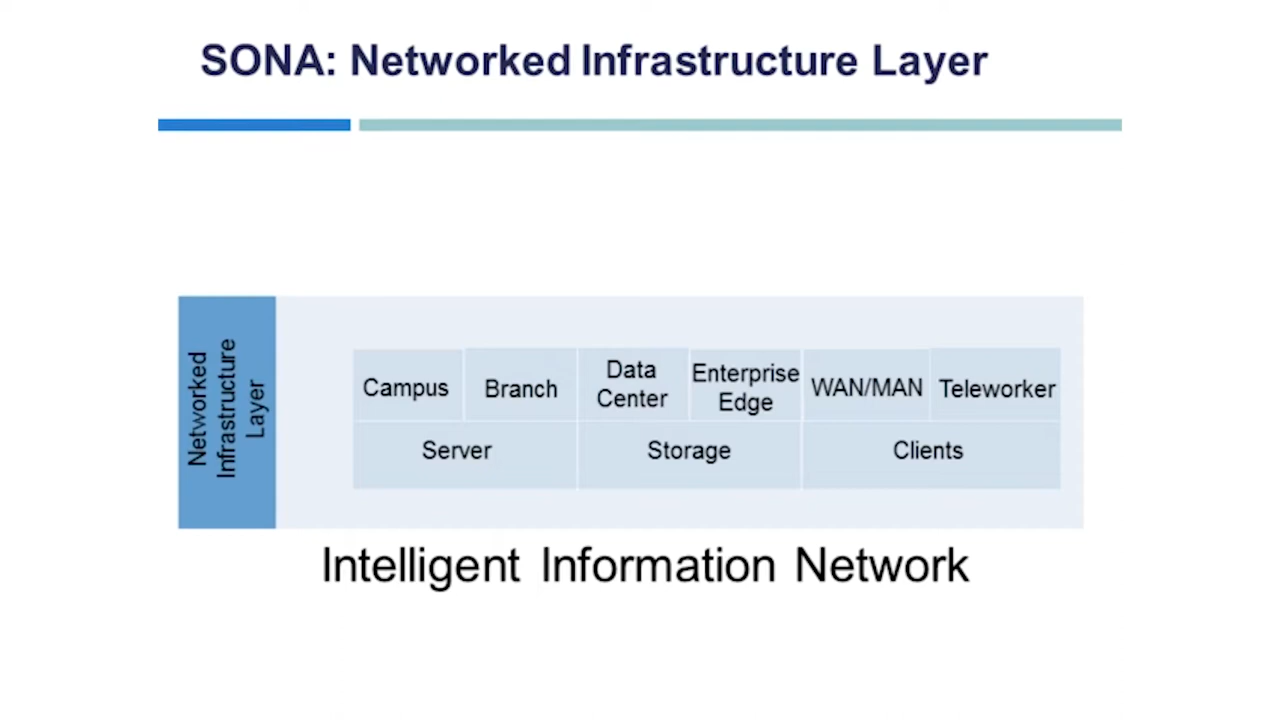 SONA: Networked Infrastructure Layer
Networked
Infrastructure
Layer
Campus
Branch
Data
Center
Enterprise
Edge
WAN/MAN
Teleworker
Server
Storage
Clients
Intelligent Information Network